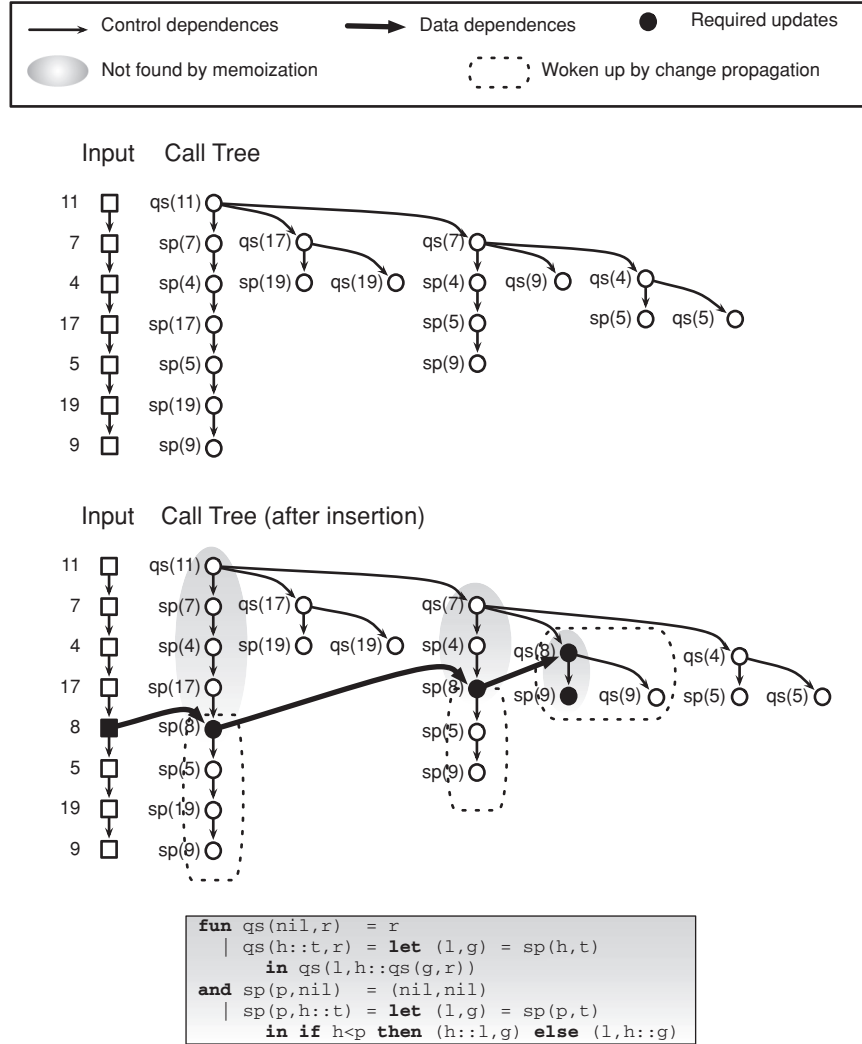 Control dependences Data dependences Required updates
Not found by memoization Woken up by change propagation
Input Call Tree
11 qs(11)
7 sp(7) qs(17) qs(7)
4 sp(4) sp(19) qs(19) sp(4) qs(9) qs(4)
17 sp(17) sp(5) sp(5) qs(5)
5 sp(5) sp(9)
19 sp(19)
9 sp(9)
Input Call Tree (after insertion)
11 qs(11)
7 sp(7) qs(17) qs(7)
4 sp(4) sp(19) qs(19) sp(4) qs(8) qs(4)
17 sp(17) sp(8) sp(9) qs(9) sp(5) qs(5)
8 sp(8) sp(5)
5 sp(5) sp(9)
19 sp(19)
9 sp(9)
fun qs(nil,r) = r
| qs(h::t,r) = let (l,g) = sp(h,t)
in qs(l,h::qs(g,r))
and sp(p,nil) = (nil,nil)
| sp(p,h::t) = let (l,g) = sp(p,t)
in if h<p then (h::l,g) else (l,h::g)